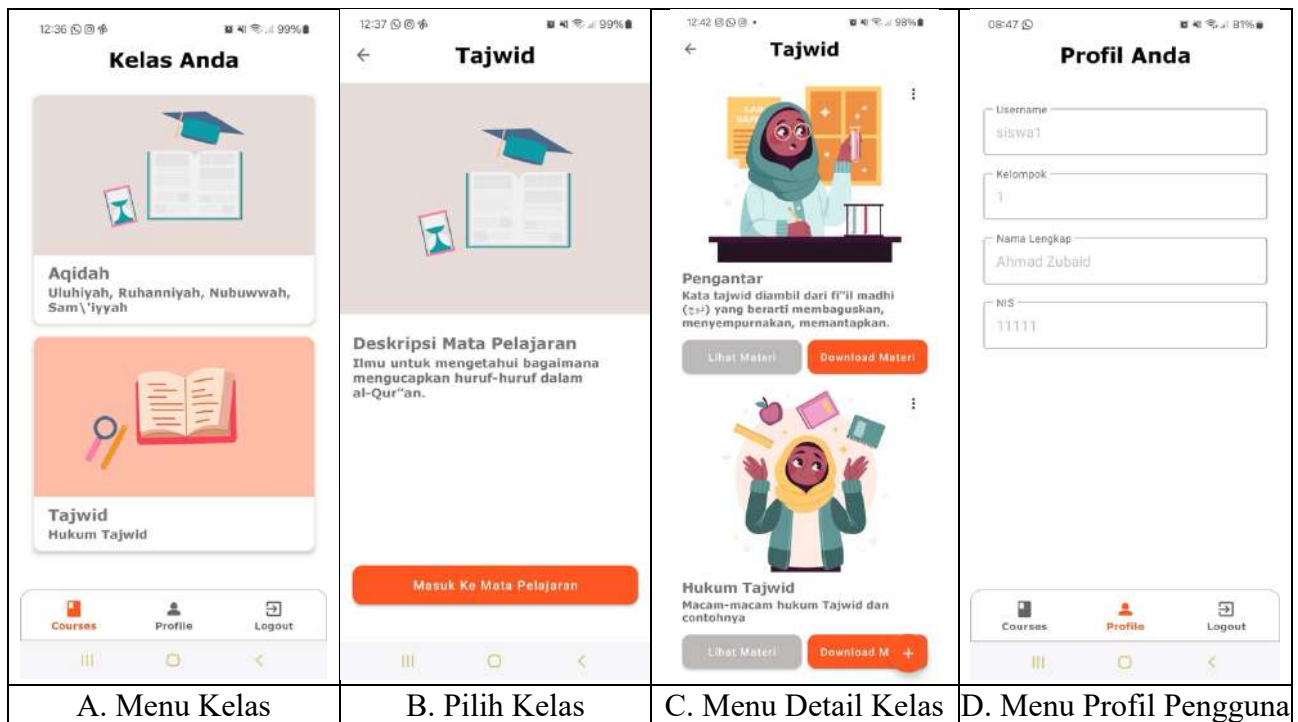 12:36 99%
Kelas Anda
Aqidah
Uluhiyah, Ruhanniyah, Nubuwwah,
Sam\'iyyah
Tajwid
Hukum Tajwid
Courses Profile Logout
A. Menu Kelas
12:37 99%
Tajwid
Deskripsi Mata Pelajaran
Ilmu untuk mengetahui bagaimana
mengucapkan huruf-huruf dalam
al-Qur"an.
Masuk Ke Mata Pelajaran
B. Pilih Kelas
12:42 98%
Tajwid
LAB
Pengantar
Kata tajwid diambil dari fi"il madhi
yang berarti membaguskan,
menyempurnakan, memantapkan.
Lihat Materi Download Materi
Hukum Tajwid
Macam-macam hukum Tajwid dan
contohnya
Lihat Materi Download M +
C. Menu Detail Kelas
08:47 81%
Profil Anda
Username
siswa1
Kelompok
1
Nama Lengkap
Ahmad Zubaid
NIS
11111
Courses Profile Logout
D. Menu Profil Pengguna